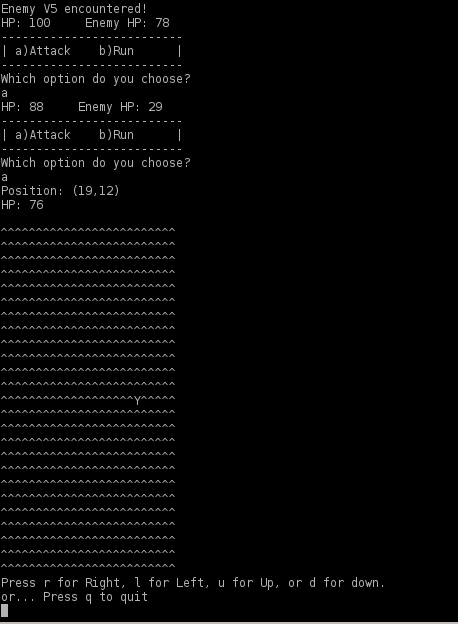 Enemy V5 encountered!
HP: 100     Enemy HP: 78
--------------------------
| a)Attack    b)Run      |
--------------------------
Which option do you choose?
a
HP: 88     Enemy HP: 29
--------------------------
| a)Attack    b)Run      |
--------------------------
Which option do you choose?
a
Position: (19,12)
HP: 76
^^^^^^^^^^^^^^^^^^^^^^^^^
^^^^^^^^^^^^^^^^^^^^^^^^^
^^^^^^^^^^^^^^^^^^^^^^^^^
^^^^^^^^^^^^^^^^^^^^^^^^^
^^^^^^^^^^^^^^^^^^^^^^^^^
^^^^^^^^^^^^^^^^^^^^^^^^^
^^^^^^^^^^^^^^^^^^^^^^^^^
^^^^^^^^^^^^^^^^^^^^^^^^^
^^^^^^^^^^^^^^^^^^^^^^^^^
^^^^^^^^^^^^^^^^^^^^^^^^^
^^^^^^^^^^^^^^^^^^^^^^^^^
^^^^^^^^^^^^^^^^^^^^^^^^^
^^^^^^^^^^^^^^^^^^^Y^^^^^
^^^^^^^^^^^^^^^^^^^^^^^^^
^^^^^^^^^^^^^^^^^^^^^^^^^
^^^^^^^^^^^^^^^^^^^^^^^^^
^^^^^^^^^^^^^^^^^^^^^^^^^
^^^^^^^^^^^^^^^^^^^^^^^^^
^^^^^^^^^^^^^^^^^^^^^^^^^
^^^^^^^^^^^^^^^^^^^^^^^^^
^^^^^^^^^^^^^^^^^^^^^^^^^
^^^^^^^^^^^^^^^^^^^^^^^^^
^^^^^^^^^^^^^^^^^^^^^^^^^
^^^^^^^^^^^^^^^^^^^^^^^^^
^^^^^^^^^^^^^^^^^^^^^^^^^
Press r for Right, l for Left, u for Up, or d for down.
or... Press q to quit